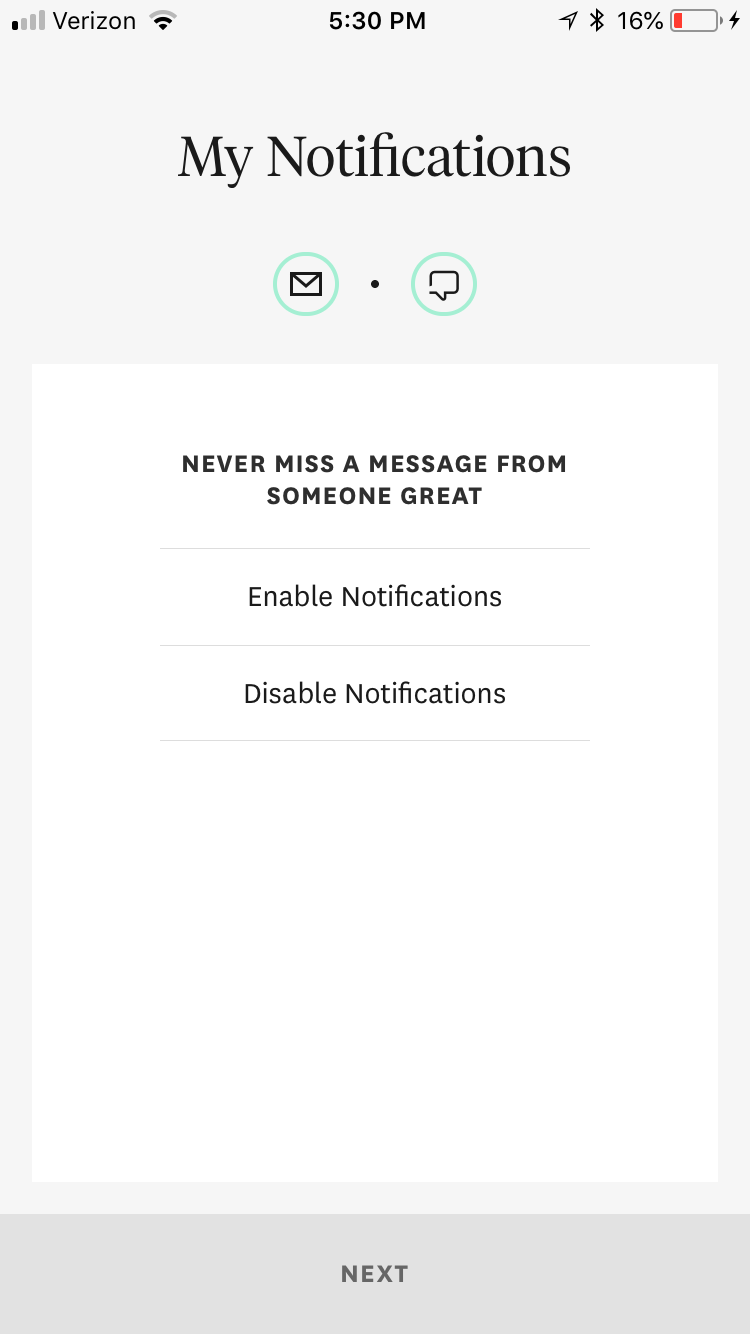 Verizon 5:30 PM 16%
My Notifications
NEVER MISS A MESSAGE FROM
SOMEONE GREAT
Enable Notifications
Disable Notifications
NEXT